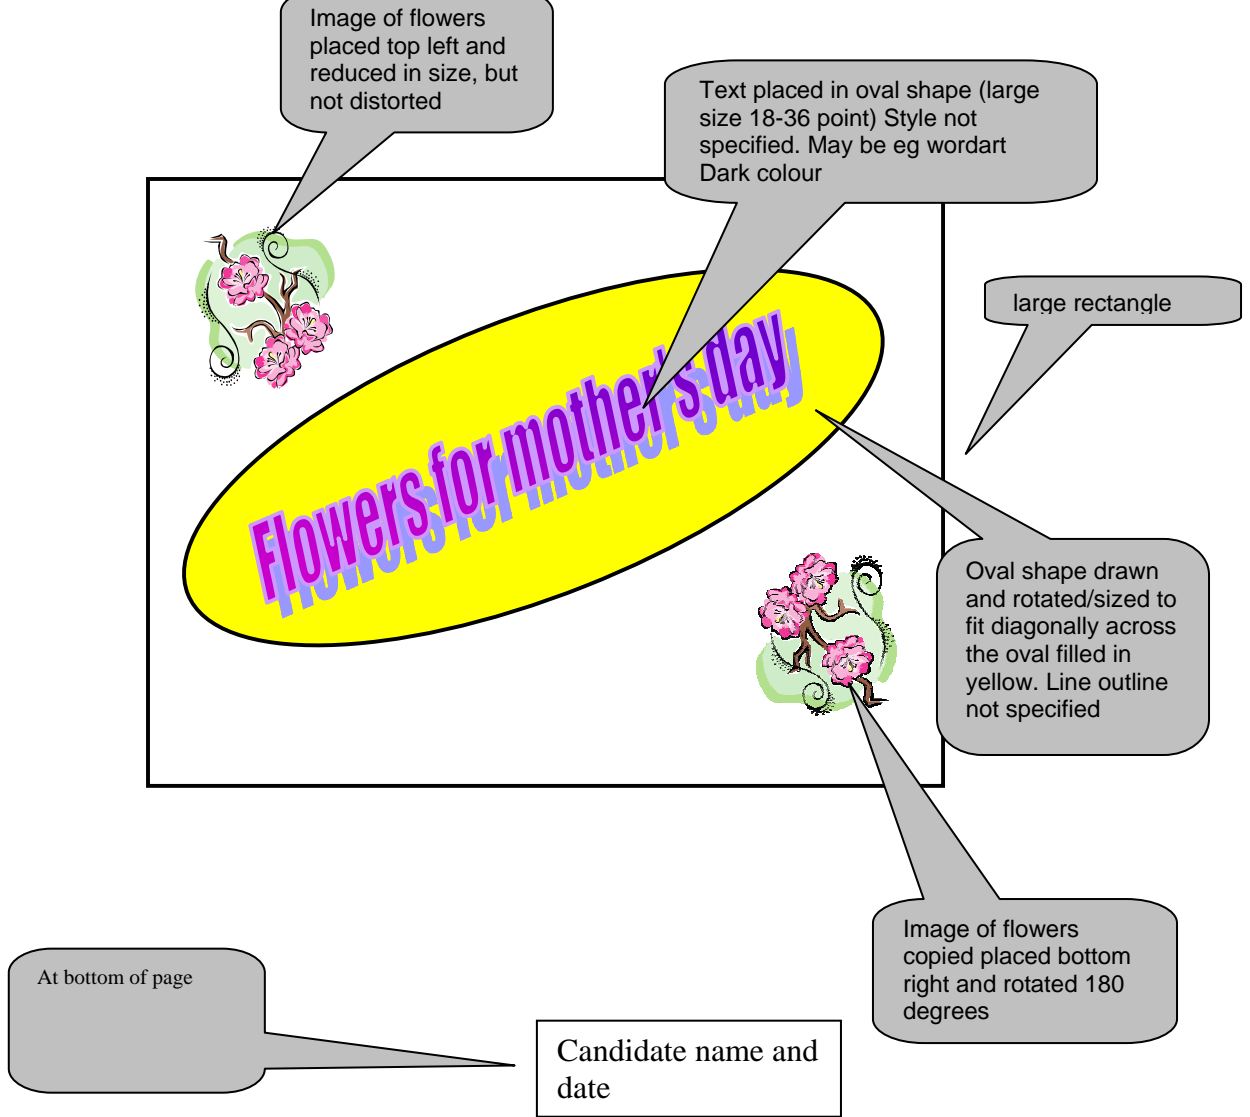 Image of flowers
placed top left and
reduced in size, but
not distorted
Text placed in oval shape (large
size 18-36 point) Style not
specified. May be eg wordart
Dark colour
large rectangle
Flowers for mother's day
Oval shape drawn
and rotated/sized to
fit diagonally across
the oval filled in
yellow. Line outline
not specified
Image of flowers
copied placed bottom
right and rotated 180
degrees
At bottom of page
Candidate name and
date